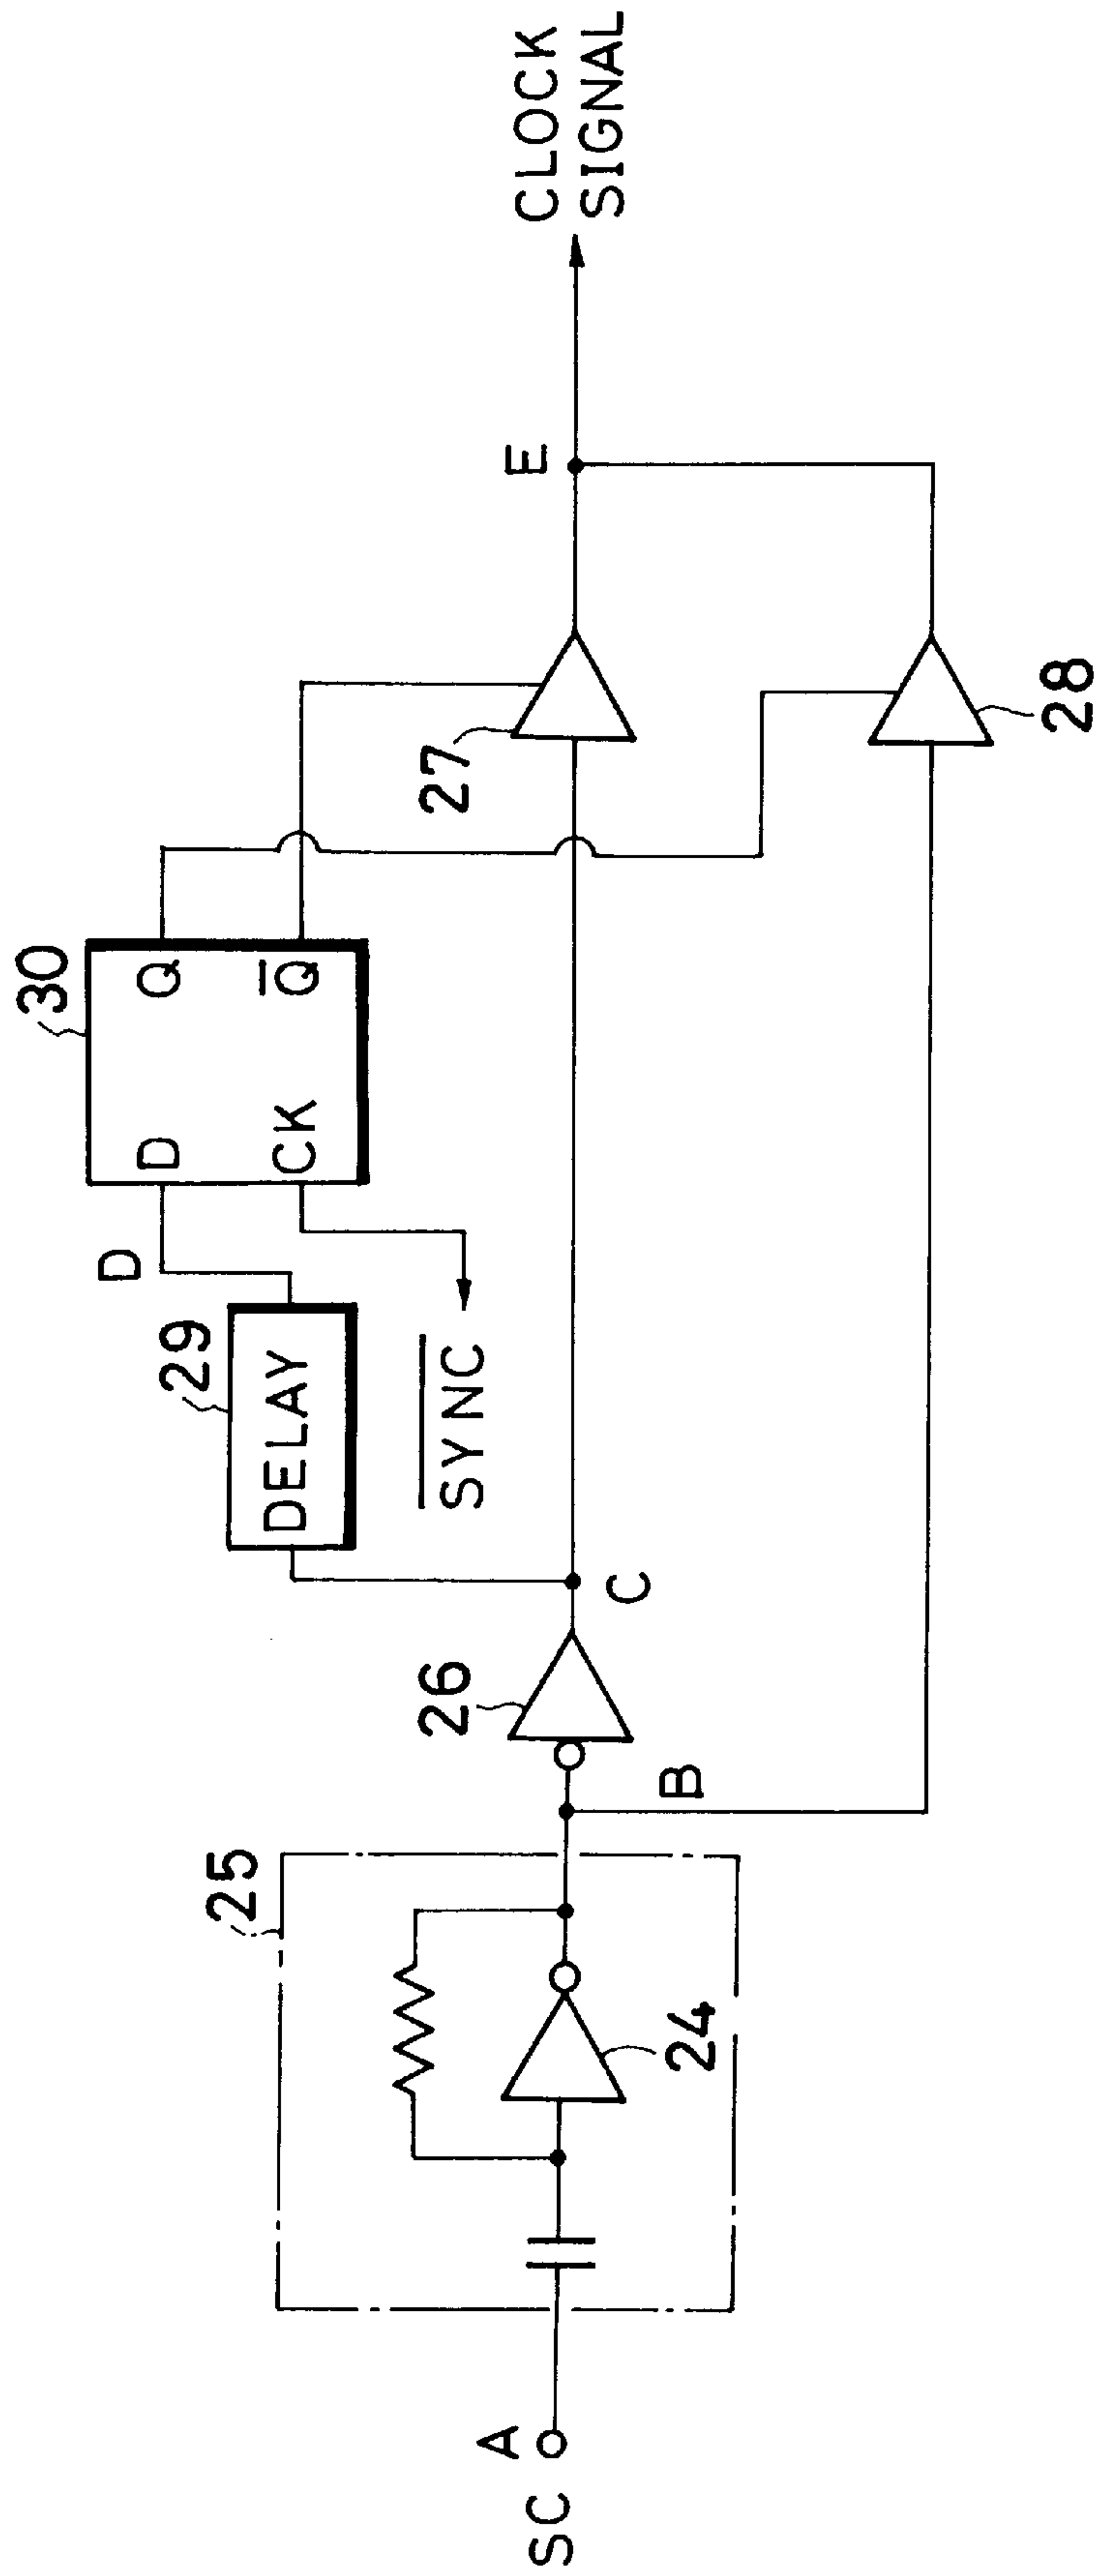 SC
A
25
24
B
26
C
29
DELAY
D
SYNC
30
D
Q
CK
Q
27
28
E
CLOCK
SIGNAL